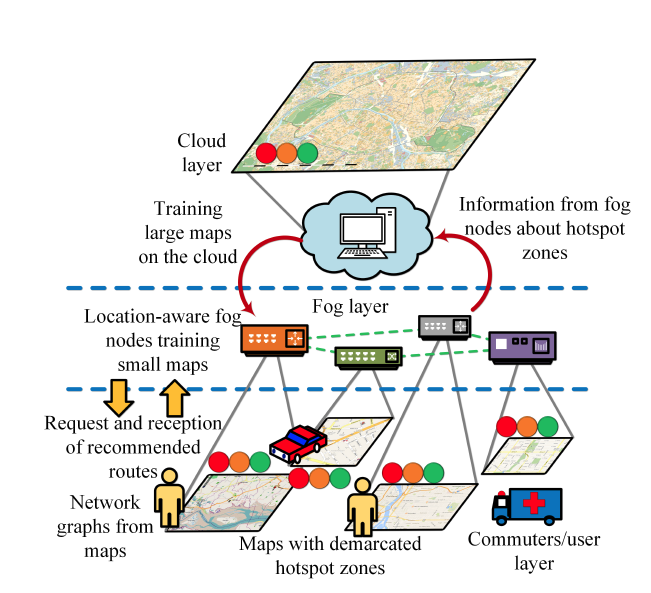 Cloud
layer
Training
large maps
on the cloud
Information from fog
nodes about hotspot
zones
Fog layer
Location-aware fog
nodes training
small maps
Request and reception
of recommended
routes
Network
graphs from
maps
Maps with demarcated
hotspot zones
Commuters/user
layer